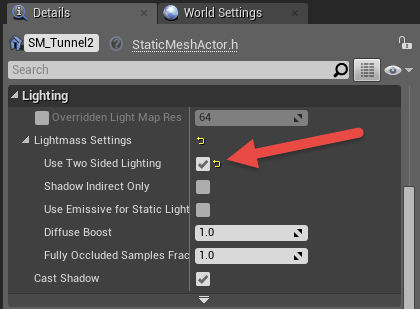 Details
World Settings
SM_Tunnel2
StaticMeshActor.h
Search
Lighting
Overridden Light Map Res 64
Lightmass Settings
Use Two Sided Lighting
Shadow Indirect Only
Use Emissive for Static Light
Diffuse Boost 1.0
Fully Occluded Samples Frac 1.0
Cast Shadow